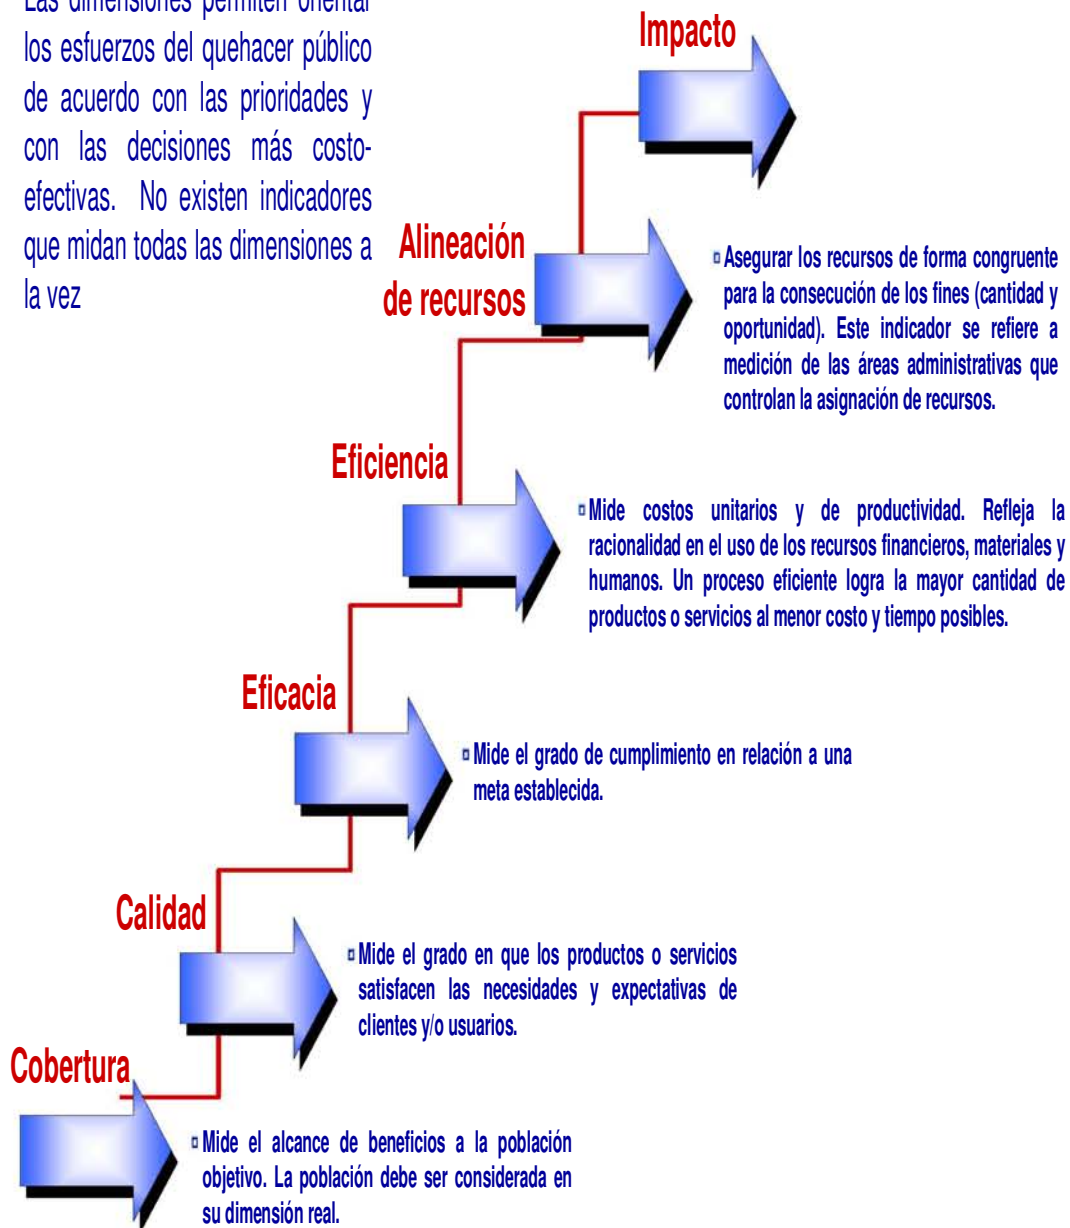 Las dimensiones permiten orientar
los esfuerzos del quehacer público
de acuerdo con las prioridades y
con las decisiones más costo-
efectivas. No existen indicadores
que midan todas las dimensiones a
la vez
Impacto
Alineación
de recursos
Asegurar los recursos de forma congruente
para la consecución de los fines (cantidad y
oportunidad). Este indicador se refiere a
medición de las áreas administrativas que
controlan la asignación de recursos.
Eficiencia
Mide costos unitarios y de productividad. Refleja la
racionalidad en el uso de los recursos financieros, materiales y
humanos. Un proceso eficiente logra la mayor cantidad de
productos o servicios al menor costo y tiempo posibles.
Eficacia
Mide el grado de cumplimiento en relación a una
meta establecida.
Calidad
Mide el grado en que los productos o servicios
satisfacen las necesidades y expectativas de
clientes y/o usuarios.
Cobertura
Mide el alcance de beneficios a la población
objetivo. La población debe ser considerada en
su dimensión real.